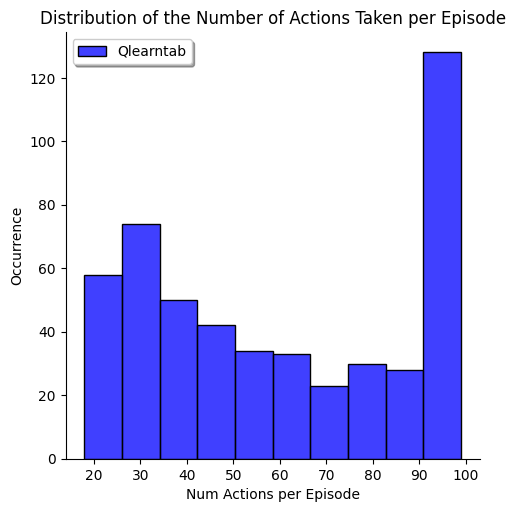 Distribution of the Number of Actions Taken per Episode
Qlearntab
Occurrence
120
100
80
60
40
20
0
20 30 40 50 60 70 80 90 100
Num Actions per Episode